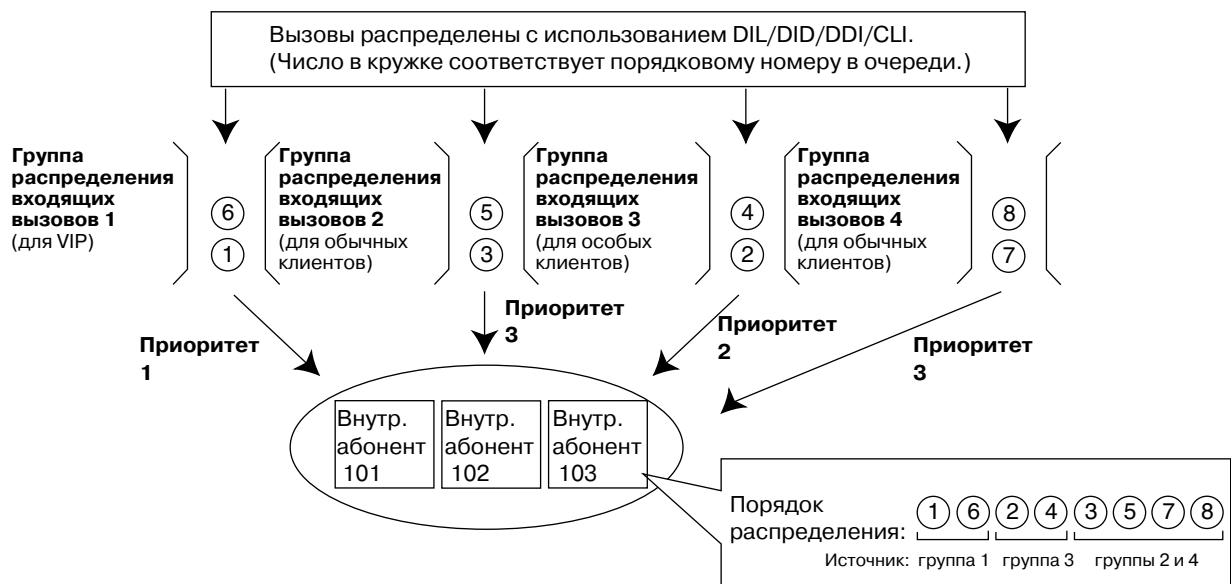 Вызовы распределены с использованием DIL/DID/DDI/CLI.
(Число в кружке соответствует порядковому номеру в очереди.)
Группа
распределения
входящих
вызовов 1
(для VIP)
6
1
Группа
распределения
входящих
вызовов 2
(для обычных
клиентов)
5
3
Группа
распределения
входящих
вызовов 3
(для особых
клиентов)
4
2
Группа
распределения
входящих
вызовов 4
(для обычных
клиентов)
8
7
Приоритет
1
Приоритет
3
Приоритет
2
Приоритет
3
Внутр.
абонент
101
Внутр.
абонент
102
Внутр.
абонент
103
Порядок
распределения: 1 6 2 4 3 5 7 8
Источник: группа 1 группа 3 группы 2 и 4